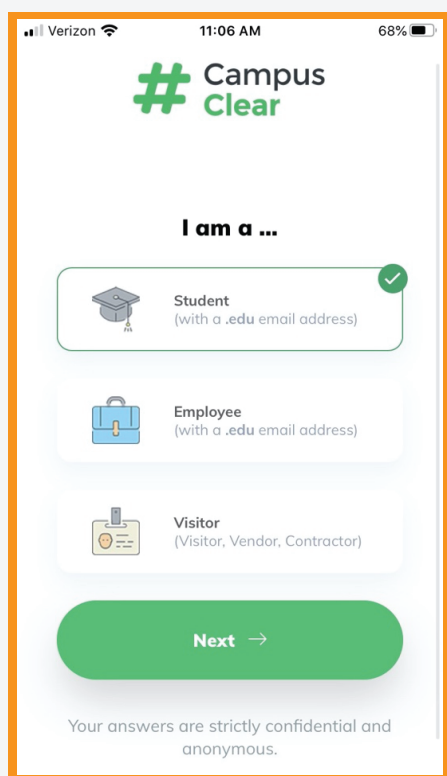 Verizon 11:06 AM 68%
# Campus
Clear
I am a ...
Student
(with a .edu email address)
Employee
(with a .edu email address)
Visitor
(Visitor, Vendor, Contractor)
Next →
Your answers are strictly confidential and
anonymous.